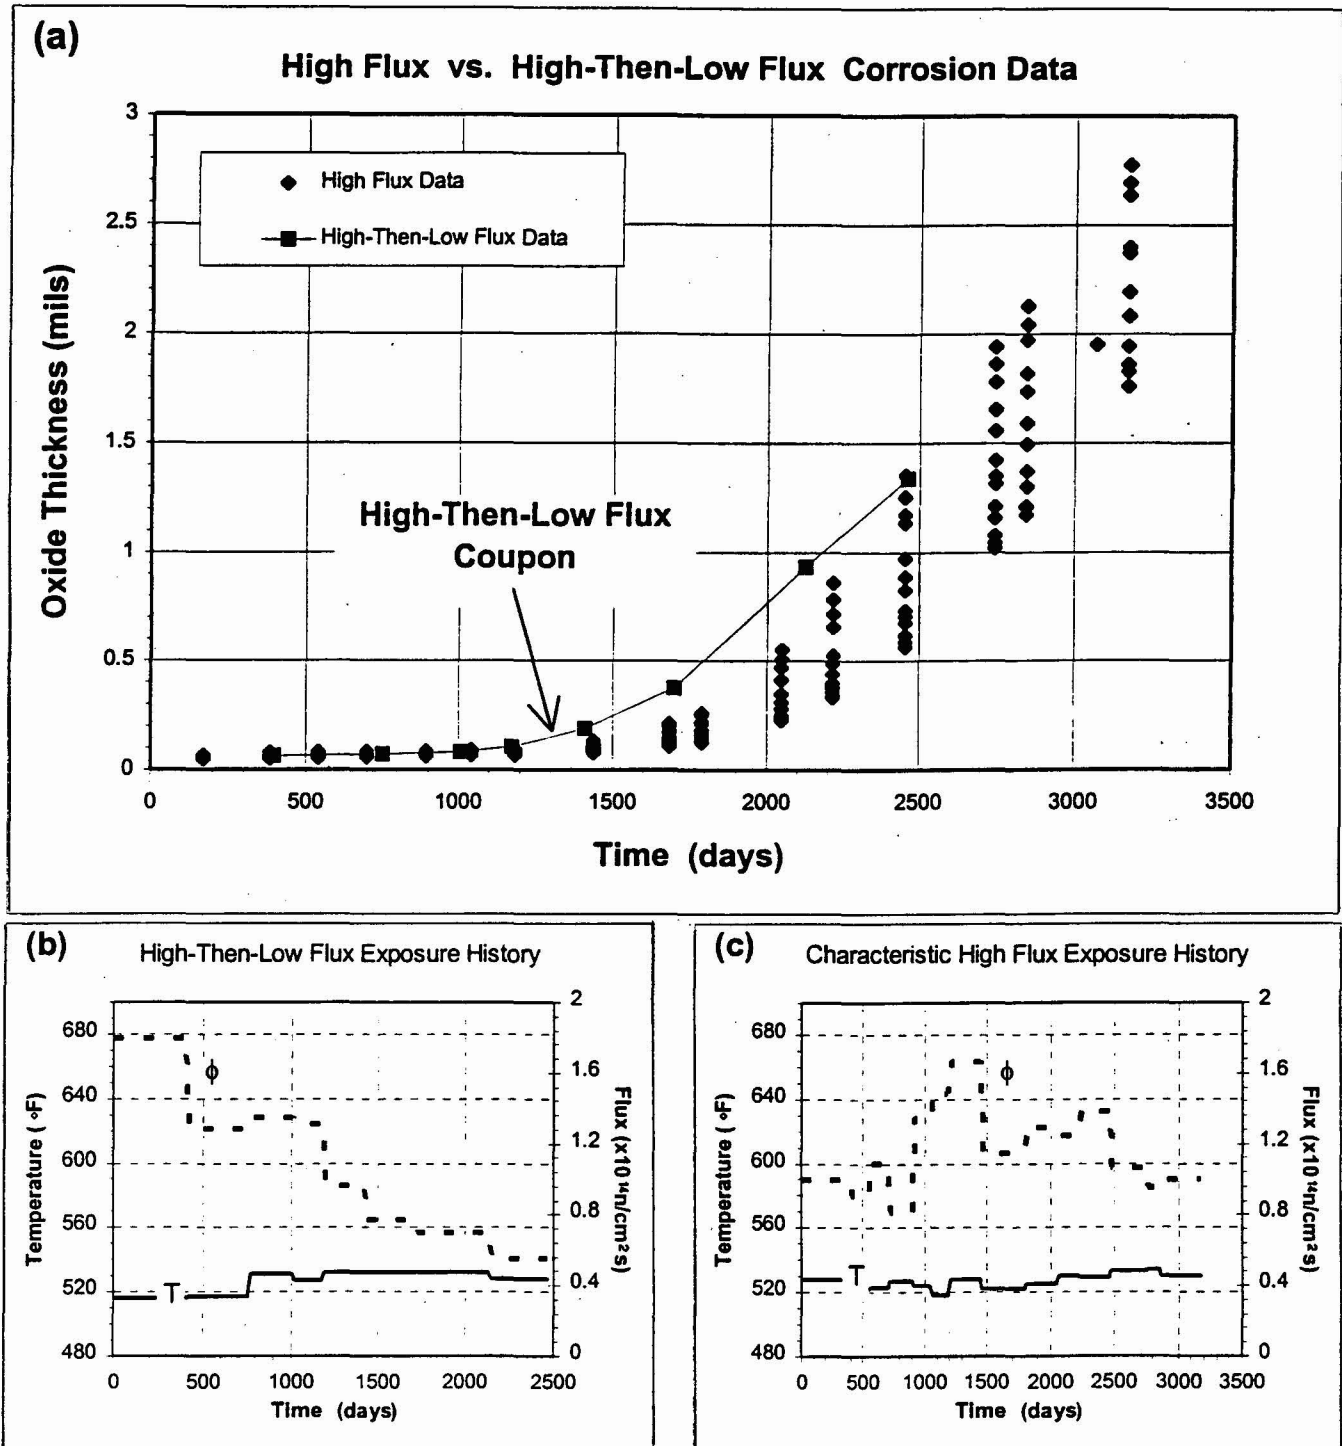 (a)
High Flux vs. High-Then-Low Flux Corrosion Data
3
2.5
2
1.5
1
0.5
0
Oxide Thickness (mils)
High Flux Data
High-Then-Low Flux Data
High-Then-Low Flux
Coupon
0 500 1000 1500 2000 2500 3000 3500
Time (days)
(b)
High-Then-Low Flux Exposure History
680
640
600
560
520
480
Temperature ( °F)
ϕ
T
2
1.6
1.2
0.8
0.4
0
Flux (x10¹⁴n/cm²s)
0 500 1000 1500 2000 2500
Time (days)
(c)
Characteristic High Flux Exposure History
680
640
600
560
520
480
Temperature ( °F)
ϕ
T
2
1.6
1.2
0.8
0.4
0
Flux (x10¹⁴n/cm²s)
0 500 1000 1500 2000 2500 3000 3500
Time (days)